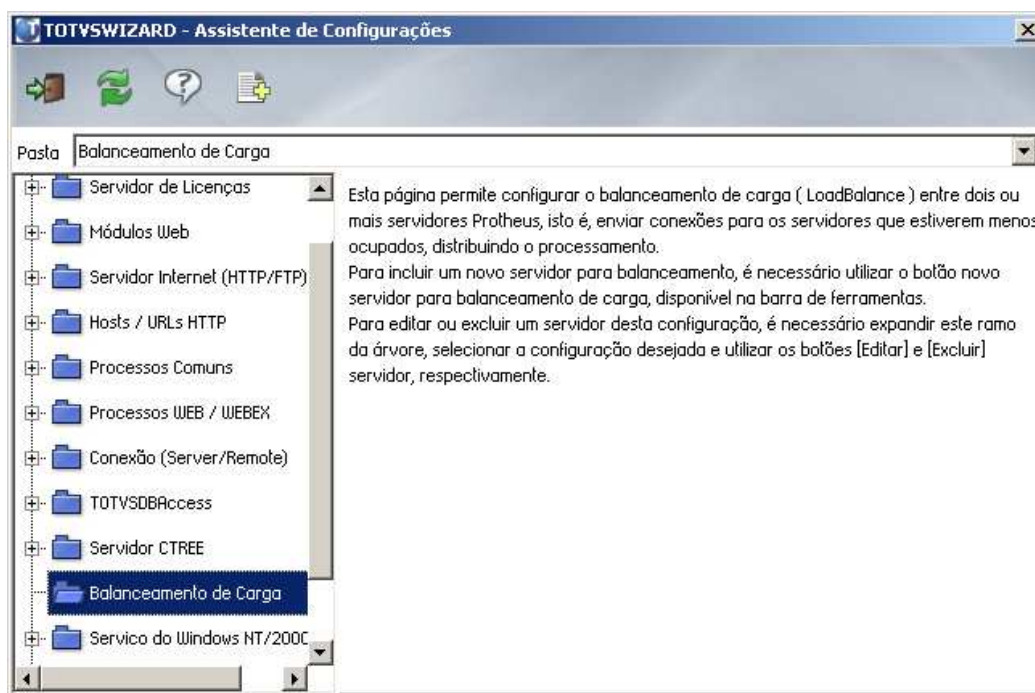 TOTVSWIZARD - Assistente de Configurações
Pasta
Balanceamento de Carga
Servidor de Licenças
Módulos Web
Servidor Internet (HTTP/FTP)
Hosts / URLs HTTP
Processos Comuns
Processos WEB / WEBEX
Conexão (Server/Remote)
TOTVSDBAccess
Servidor CTREE
Balanceamento de Carga
Servico do Windows NT/200
Esta página permite configurar o balanceamento de carga ( LoadBalance ) entre dois ou
mais servidores Protheus, isto é, enviar conexões para os servidores que estiverem menos
ocupados, distribuindo o processamento.
Para incluir um novo servidor para balanceamento, é necessário utilizar o botão novo
servidor para balanceamento de carga, disponível na barra de ferramentas.
Para editar ou excluir um servidor desta configuração, é necessário expandir este ramo
da árvore, selecionar a configuração desejada e utilizar os botões [Editar] e [Excluir]
servidor, respectivamente.